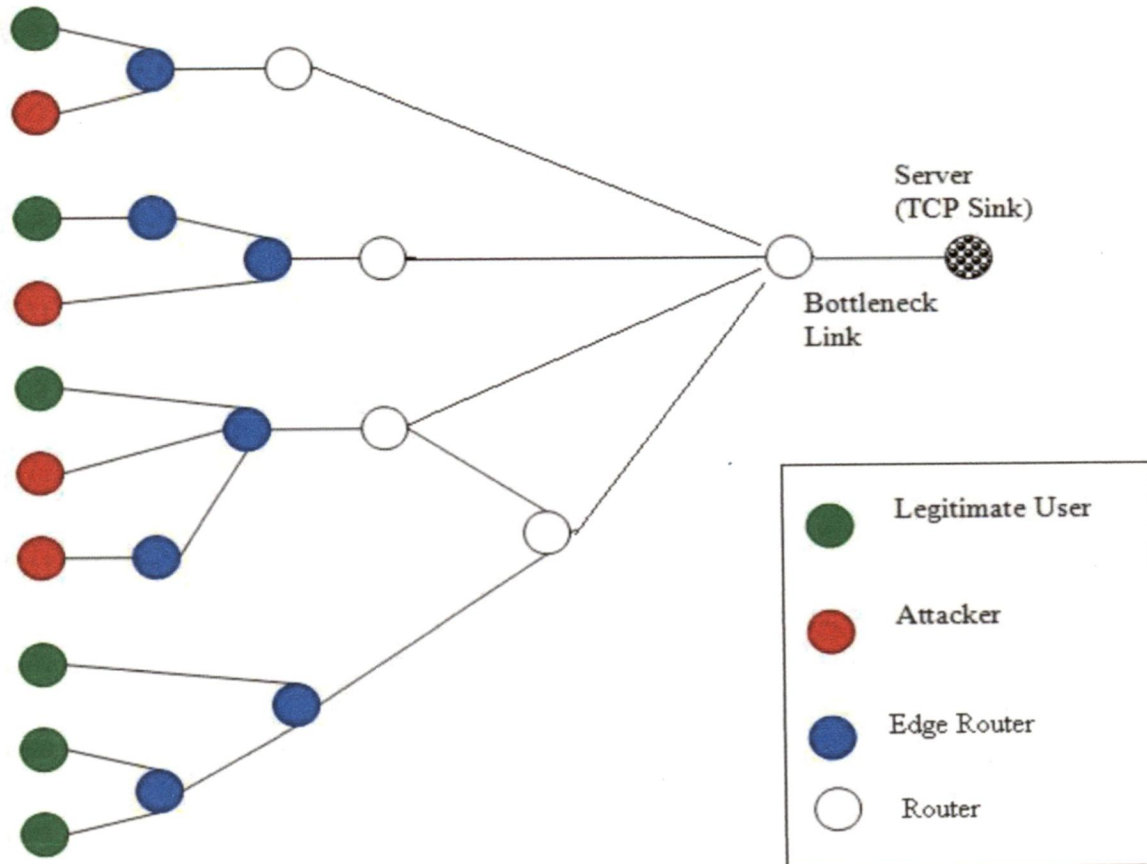 Server
(TCP Sink)
Bottleneck
Link
Legitimate User
Attacker
Edge Router
Router